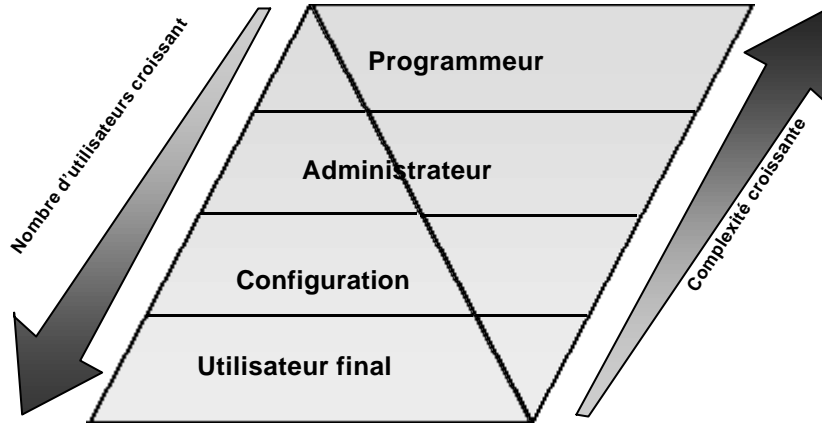 Programmeur
Nombre d'utilisateurs croissant
Administrateur
Complexité croissante
Configuration
Utilisateur final